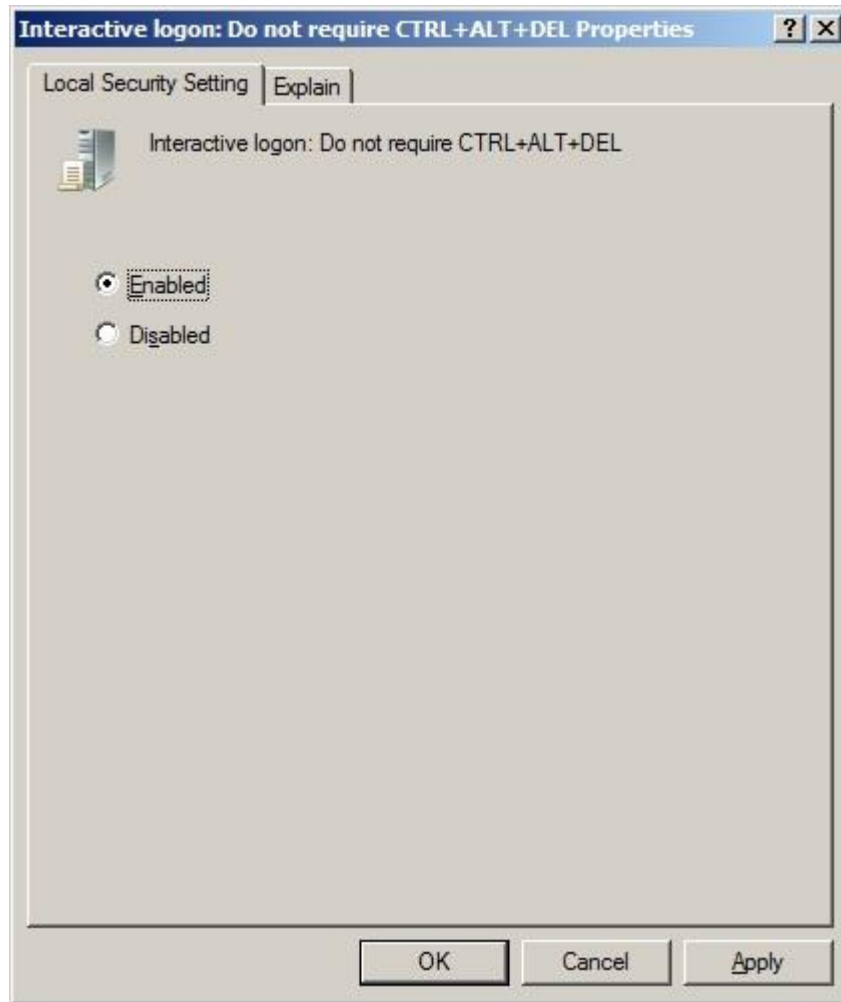 Interactive logon: Do not require CTRL+ALT+DEL Properties
Local Security Setting
Explain
Interactive logon: Do not require CTRL+ALT+DEL
Enabled
Disabled
OK
Cancel
Apply